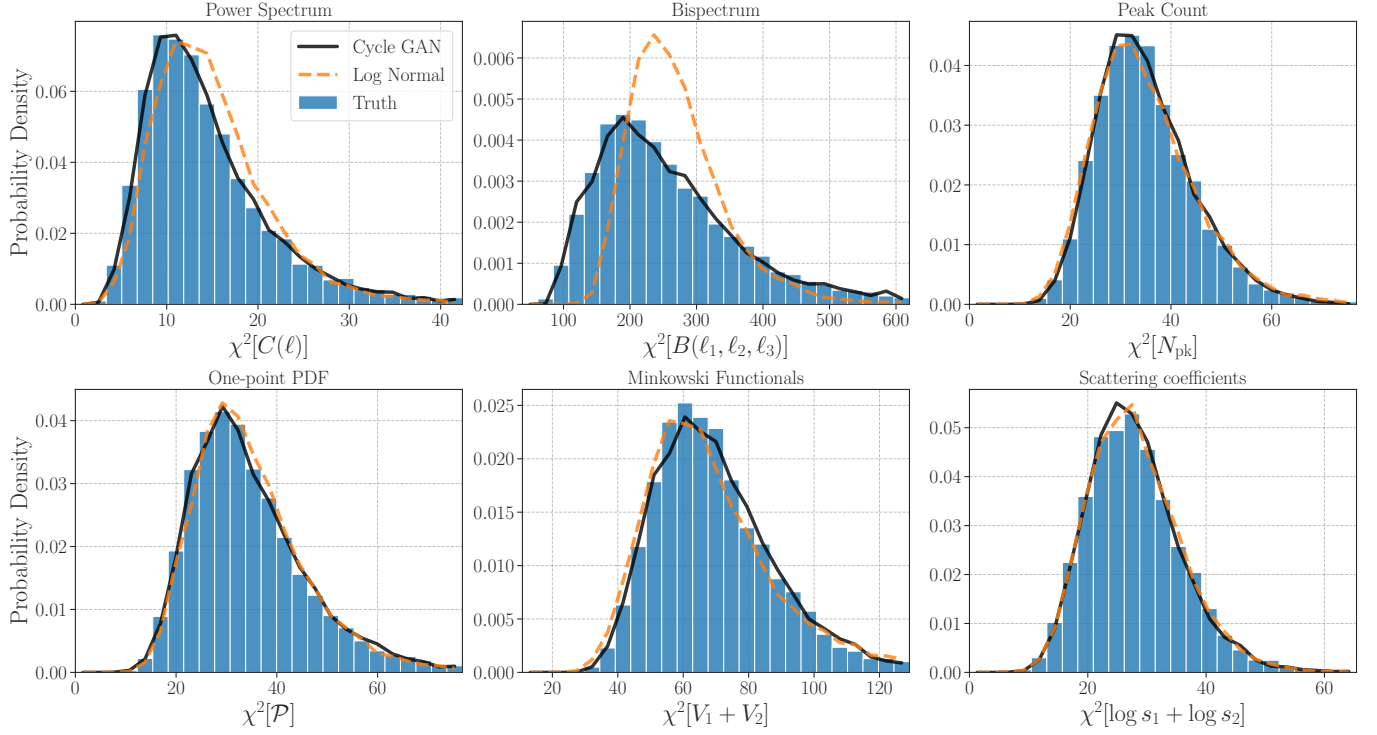 Power Spectrum
Bispectrum
Peak Count
Probability Density
0.00
0.02
0.04
0.06
0 10 20 30 40
χ²[C(ℓ)]
Cycle GAN
Log Normal
Truth
0.000
0.001
0.002
0.003
0.004
0.005
0.006
100 200 300 400 500 600
χ²[B(ℓ₁, ℓ₂, ℓ₃)]
0.00
0.01
0.02
0.03
0.04
0 20 40 60
χ²[N_pk]
One-point PDF
Minkowski Functionals
Scattering coefficients
Probability Density
0.00
0.01
0.02
0.03
0.04
0 20 40 60
χ²[𝒫]
0.000
0.005
0.010
0.015
0.020
0.025
20 40 60 80 100 120
χ²[V₁ + V₂]
0.00
0.01
0.02
0.03
0.04
0.05
0 20 40 60
χ²[log s₁ + log s₂]